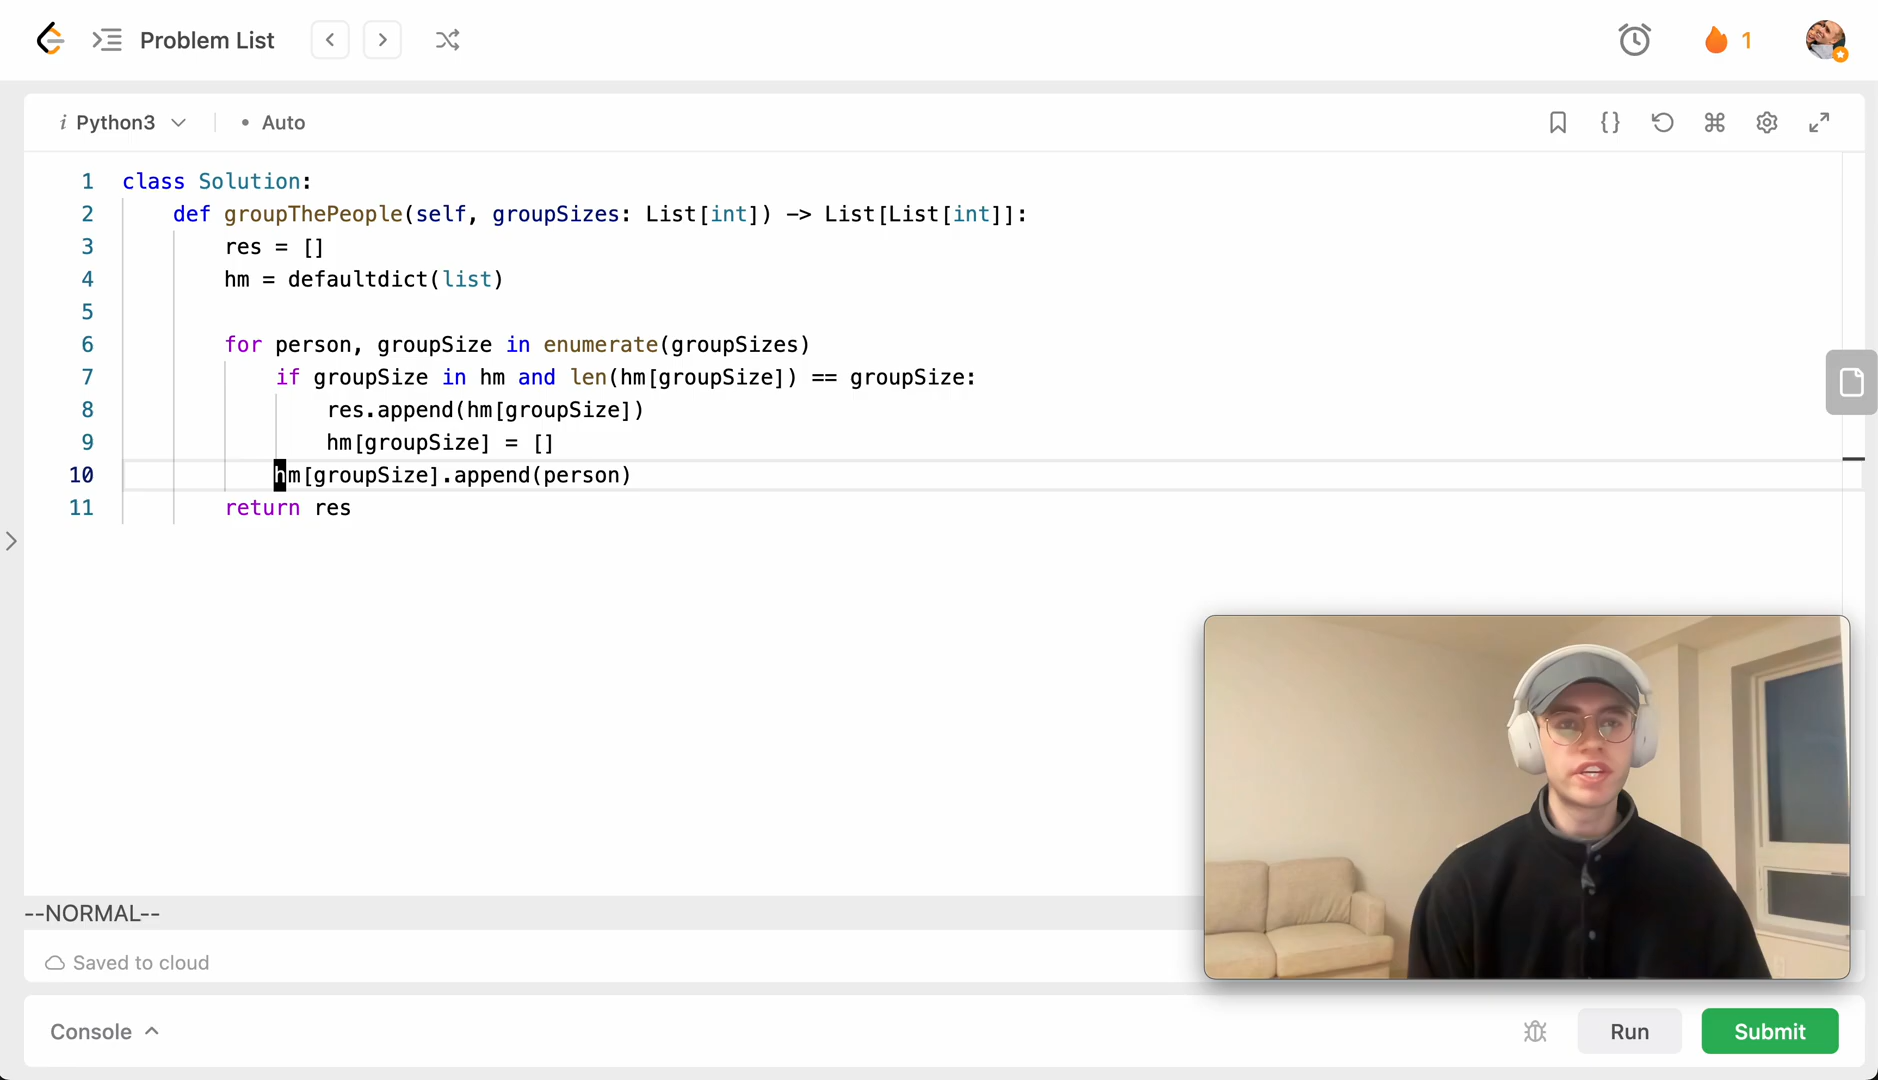 Problem List
1
i Python3
• Auto
1 class Solution:
2 def groupThePeople(self, groupSizes: List[int]) -> List[List[int]]:
3 res = []
4 hm = defaultdict(list)
5
6 for person, groupSize in enumerate(groupSizes)
7 if groupSize in hm and len(hm[groupSize]) == groupSize:
8 res.append(hm[groupSize])
9 hm[groupSize] = []
10 hm[groupSize].append(person)
11 return res
--NORMAL--
Saved to cloud
Console
Run
Submit